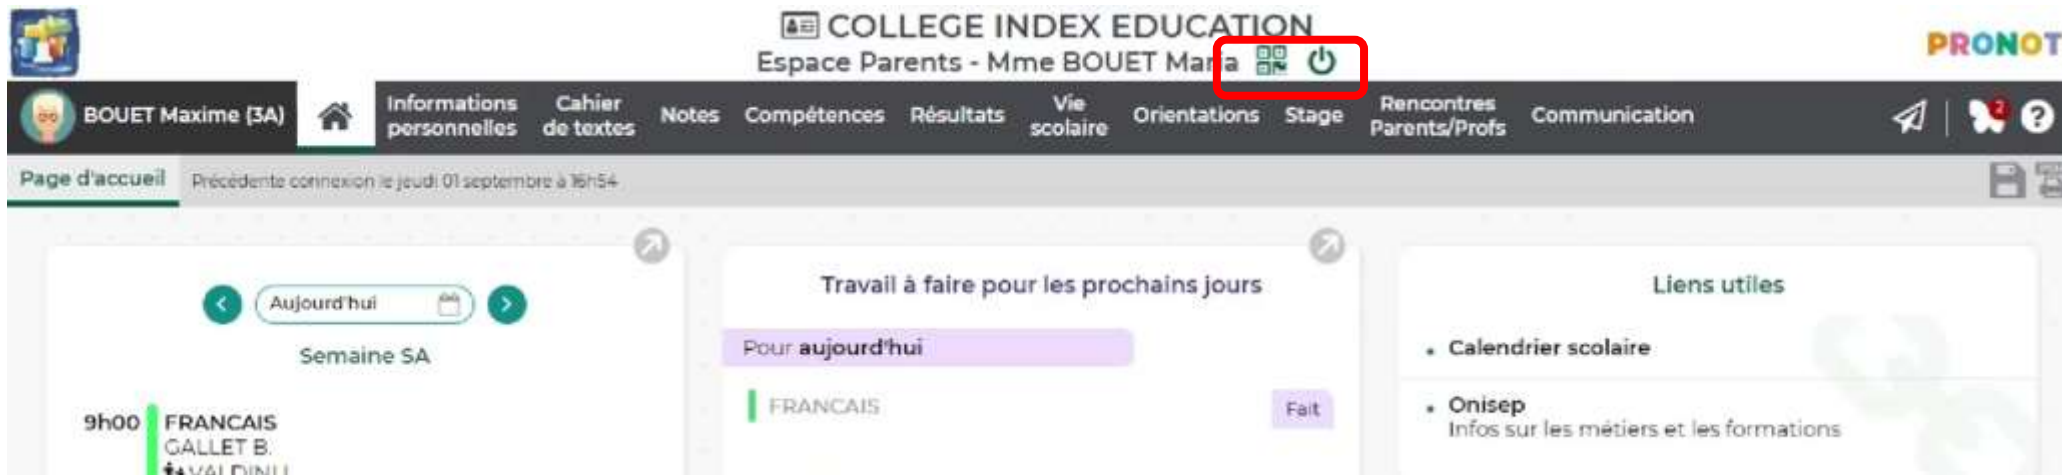 COLLEGE INDEX EDUCATION
Espace Parents - Mme BOUET Maria
PRONOT
BOUET Maxime (3A)
Informations personnelles
Cahier de textes
Notes
Compétences
Résultats
Vie scolaire
Orientations
Stage
Rencontres Parents/Profs
Communication
2
?
Page d'accueil
Précédente connexion le jeudi 01 septembre à 16h54
Aujourd'hui
Semaine SA
9h00
FRANCAIS
GALLET B.
Travail à faire pour les prochains jours
Pour aujourd'hui
FRANCAIS
Fait
Liens utiles
• Calendrier scolaire
• Onisep
Infos sur les métiers et les formations